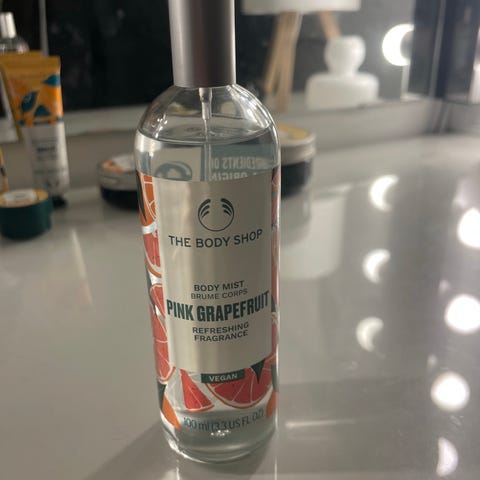 THE BODY SHOP
BODY MIST
BRUME CORPS
PINK GRAPEFRUIT
REFRESHING
FRAGRANCE
VEGAN
100 ml (3.3 US FL OZ)